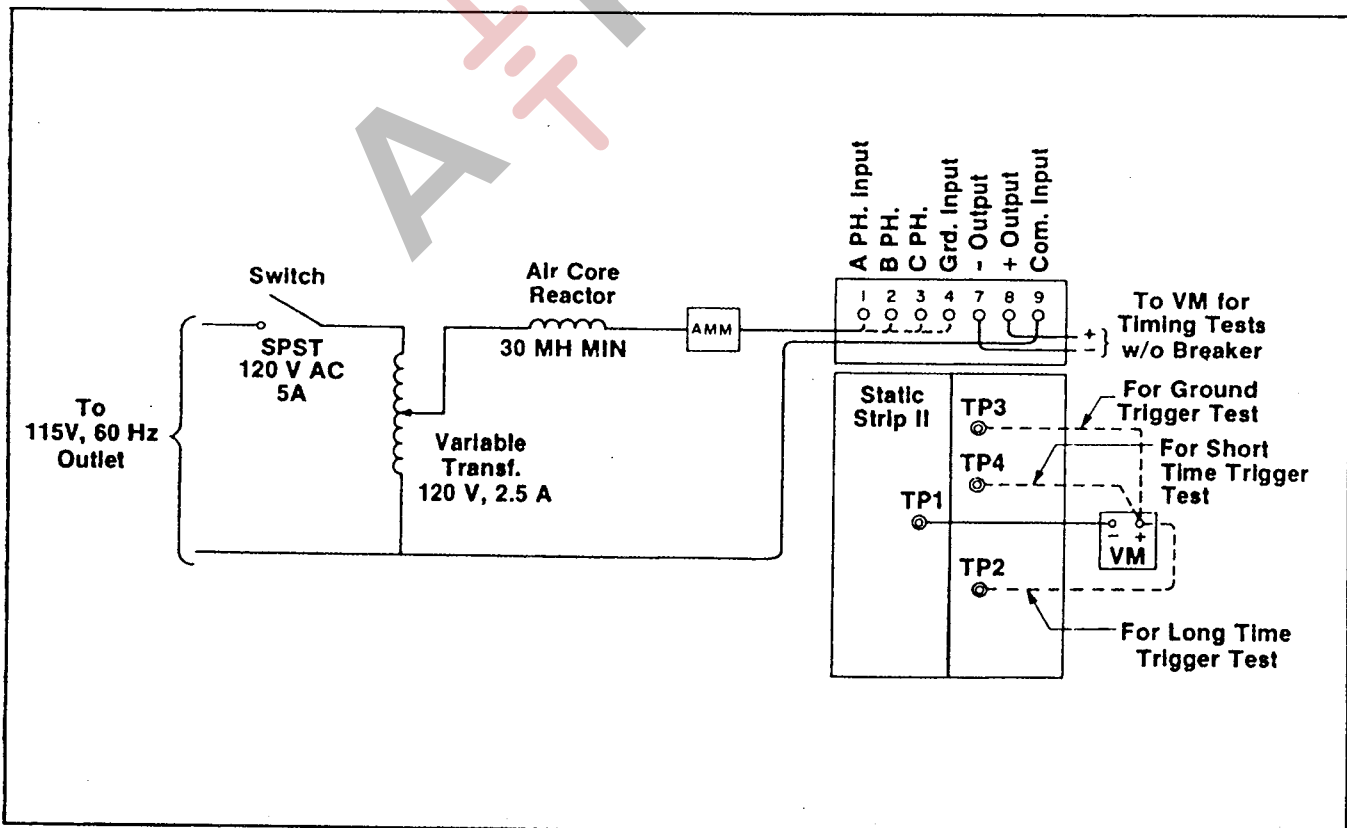 A
Switch
SPST
120 V AC
5A
To
115V, 60 Hz
Outlet
Variable
Transf.
120 V, 2.5 A
Air Core
Reactor
30 MH MIN
AMM
A PH. Input
B PH.
C PH.
Grd. Input
- Output
+ Output
Com. Input
1 2 3 4 7 8 9
+
-
To VM for
Timing Tests
w/o Breaker
Static
Strip II
TP3
TP4
TP1
TP2
For Ground
Trigger Test
For Short
Time Trigger
Test
- +
VM
For Long Time
Trigger Test